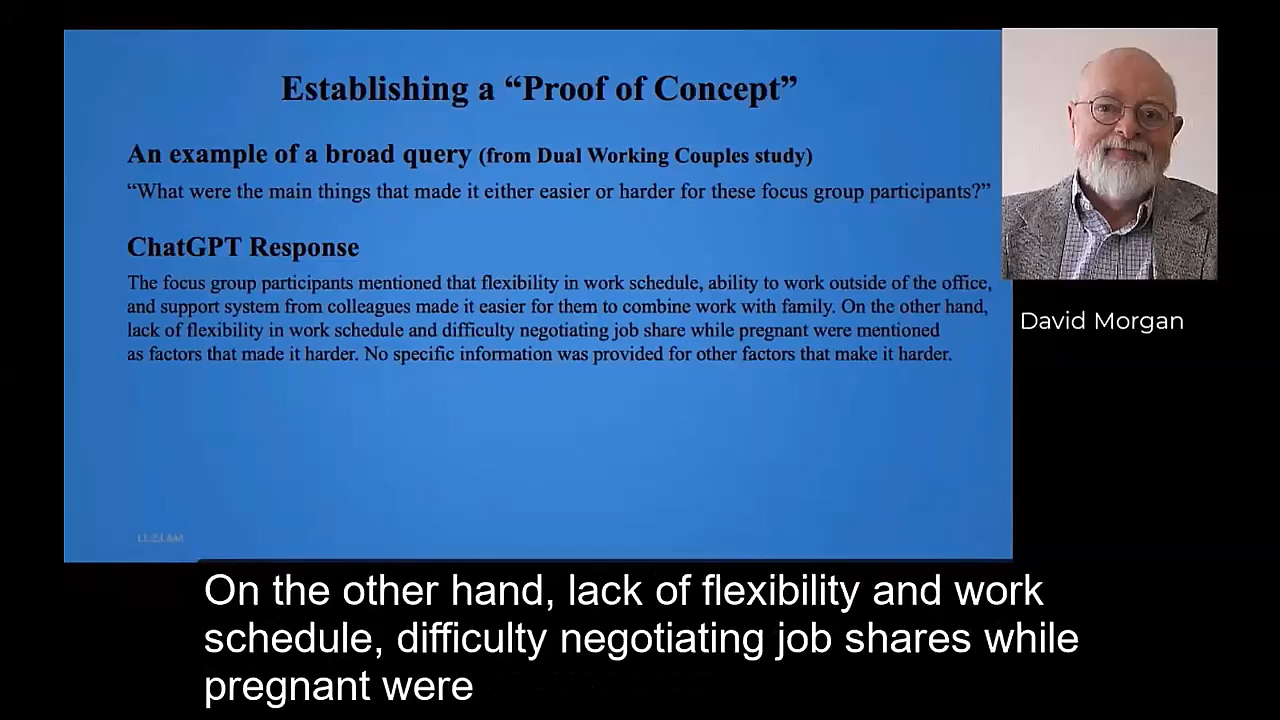 Establishing a “Proof of Concept”
An example of a broad query (from Dual Working Couples study)
“What were the main things that made it either easier or harder for these focus group participants?”
ChatGPT Response
The focus group participants mentioned that flexibility in work schedule, ability to work outside of the office,
and support system from colleagues made it easier for them to combine work with family. On the other hand,
lack of flexibility in work schedule and difficulty negotiating job share while pregnant were mentioned
as factors that made it harder. No specific information was provided for other factors that make it harder.
David Morgan
On the other hand, lack of flexibility and work
schedule, difficulty negotiating job shares while
pregnant were